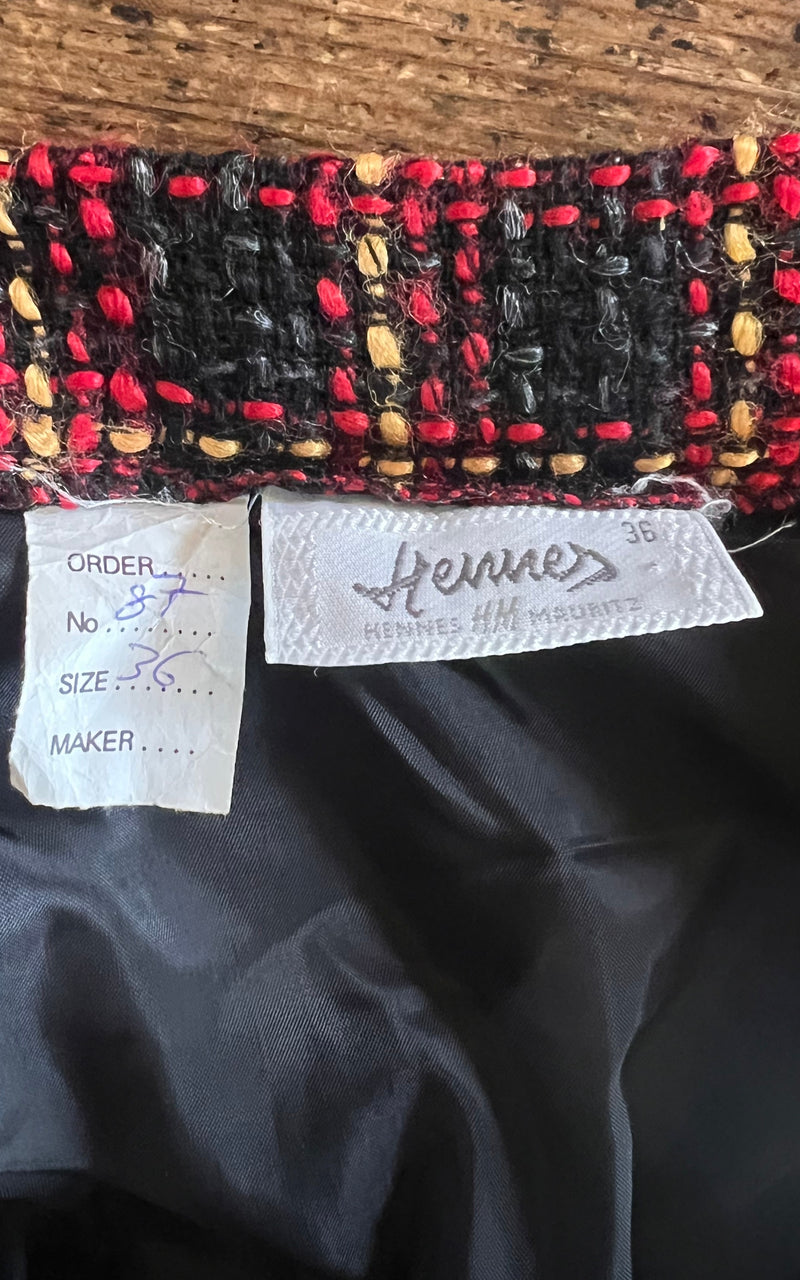 ORDER.......
No 87........
SIZE 36.......
MAKER ....
36
Hennes
HENNES H&M MAURITZ